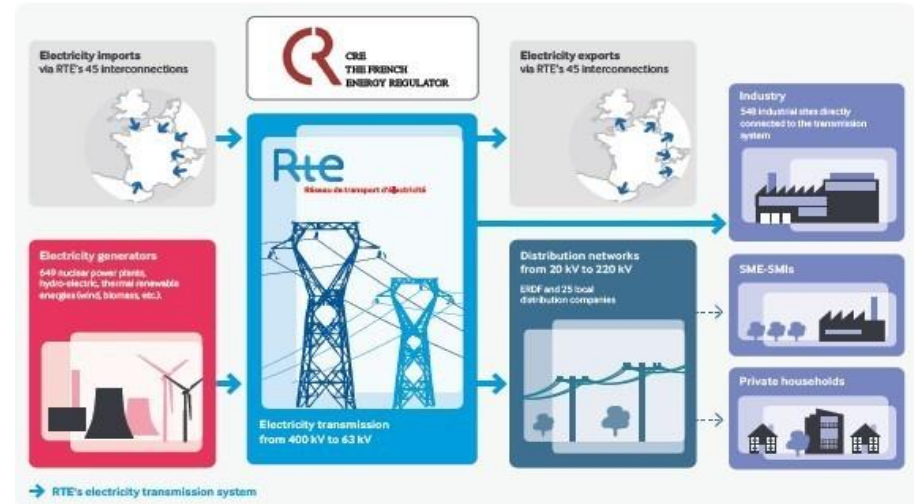 Electricity imports
via RTE's 45 interconnections
CRE
THE FRENCH
ENERGY REGULATOR
Electricity exports
via RTE's 45 interconnections
Industry
548 industrial sites directly
connected to the transmission
system
Rte
Réseau de transport d'électricité
Electricity generators
649 nuclear power plants,
hydro-electric, thermal renewable
energies (wind, biomass, etc.).
Distribution networks
from 20 kV to 220 kV
ERDF and 25 local
distribution companies
SME-SMIs
Private households
Electricity transmission
from 400 kV to 63 kV
RTE's electricity transmission system